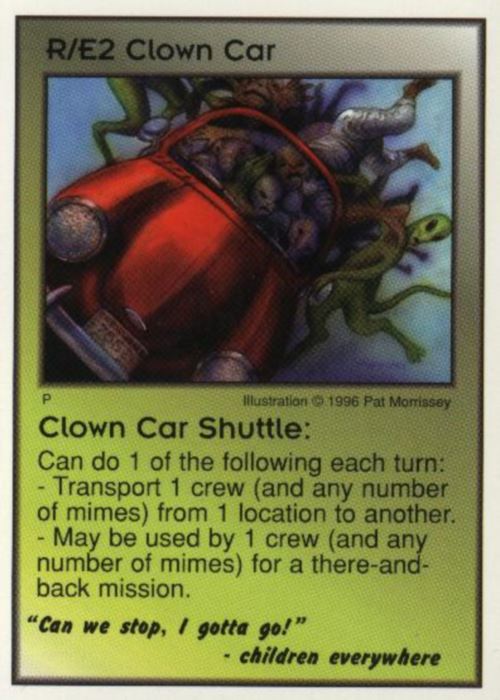 R/E2 Clown Car
P
Illustration © 1996 Pat Morrissey
Clown Car Shuttle:
Can do 1 of the following each turn:
- Transport 1 crew (and any number
of mimes) from 1 location to another.
- May be used by 1 crew (and any
number of mimes) for a there-and-
back mission.
"Can we stop, I gotta go!"
- children everywhere